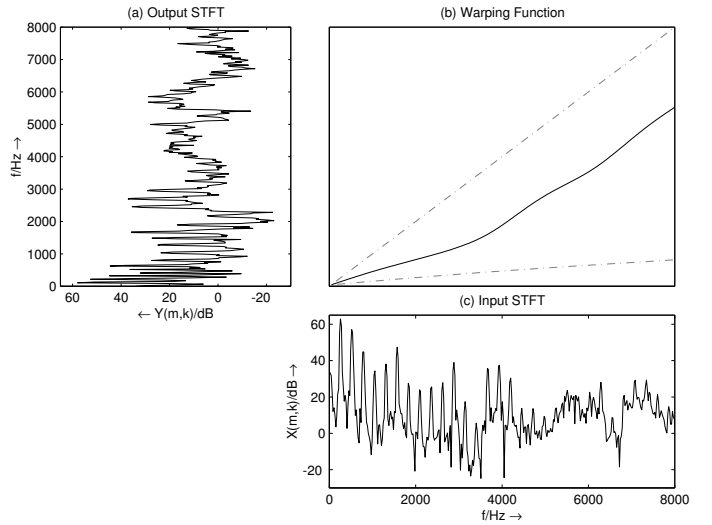 (a) Output STFT
8000
7000
6000
5000
4000
3000
2000
1000
0
f/Hz →
60 40 20 0 -20
← Y(m,k)/dB
(b) Warping Function
(c) Input STFT
60
40
20
0
-20
X(m,k)/dB →
0 2000 4000 6000 8000
f/Hz →